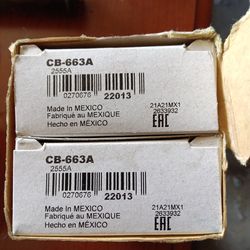 CB-663A
2555A
0270676 22013
21A21MX1
2633932
Made In MEXICO
Fabriqué au MEXIQUE
Hecho en MÉXICO
EAC
CB-663A
2555A
0270676 22013
21A21MX1
2633932
Made In MEXICO
Fabriqué au MEXIQUE
Hecho en MÉXICO
EAC